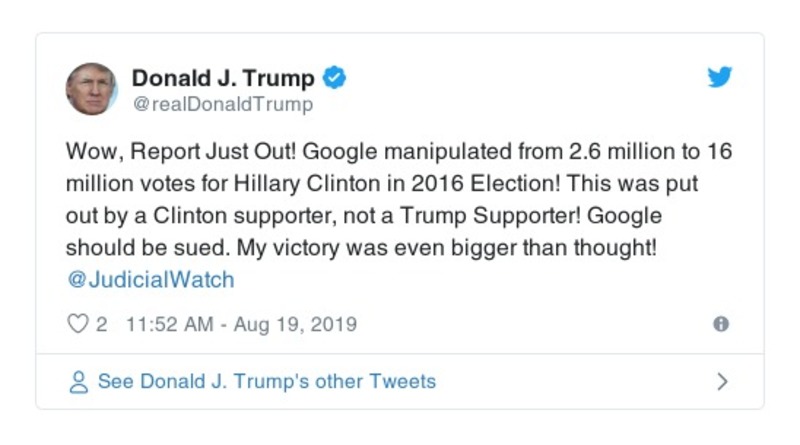 Donald J. Trump
@realDonaldTrump
Wow, Report Just Out! Google manipulated from 2.6 million to 16
million votes for Hillary Clinton in 2016 Election! This was put
out by a Clinton supporter, not a Trump Supporter! Google
should be sued. My victory was even bigger than thought!
@JudicialWatch
2 11:52 AM - Aug 19, 2019
See Donald J. Trump's other Tweets